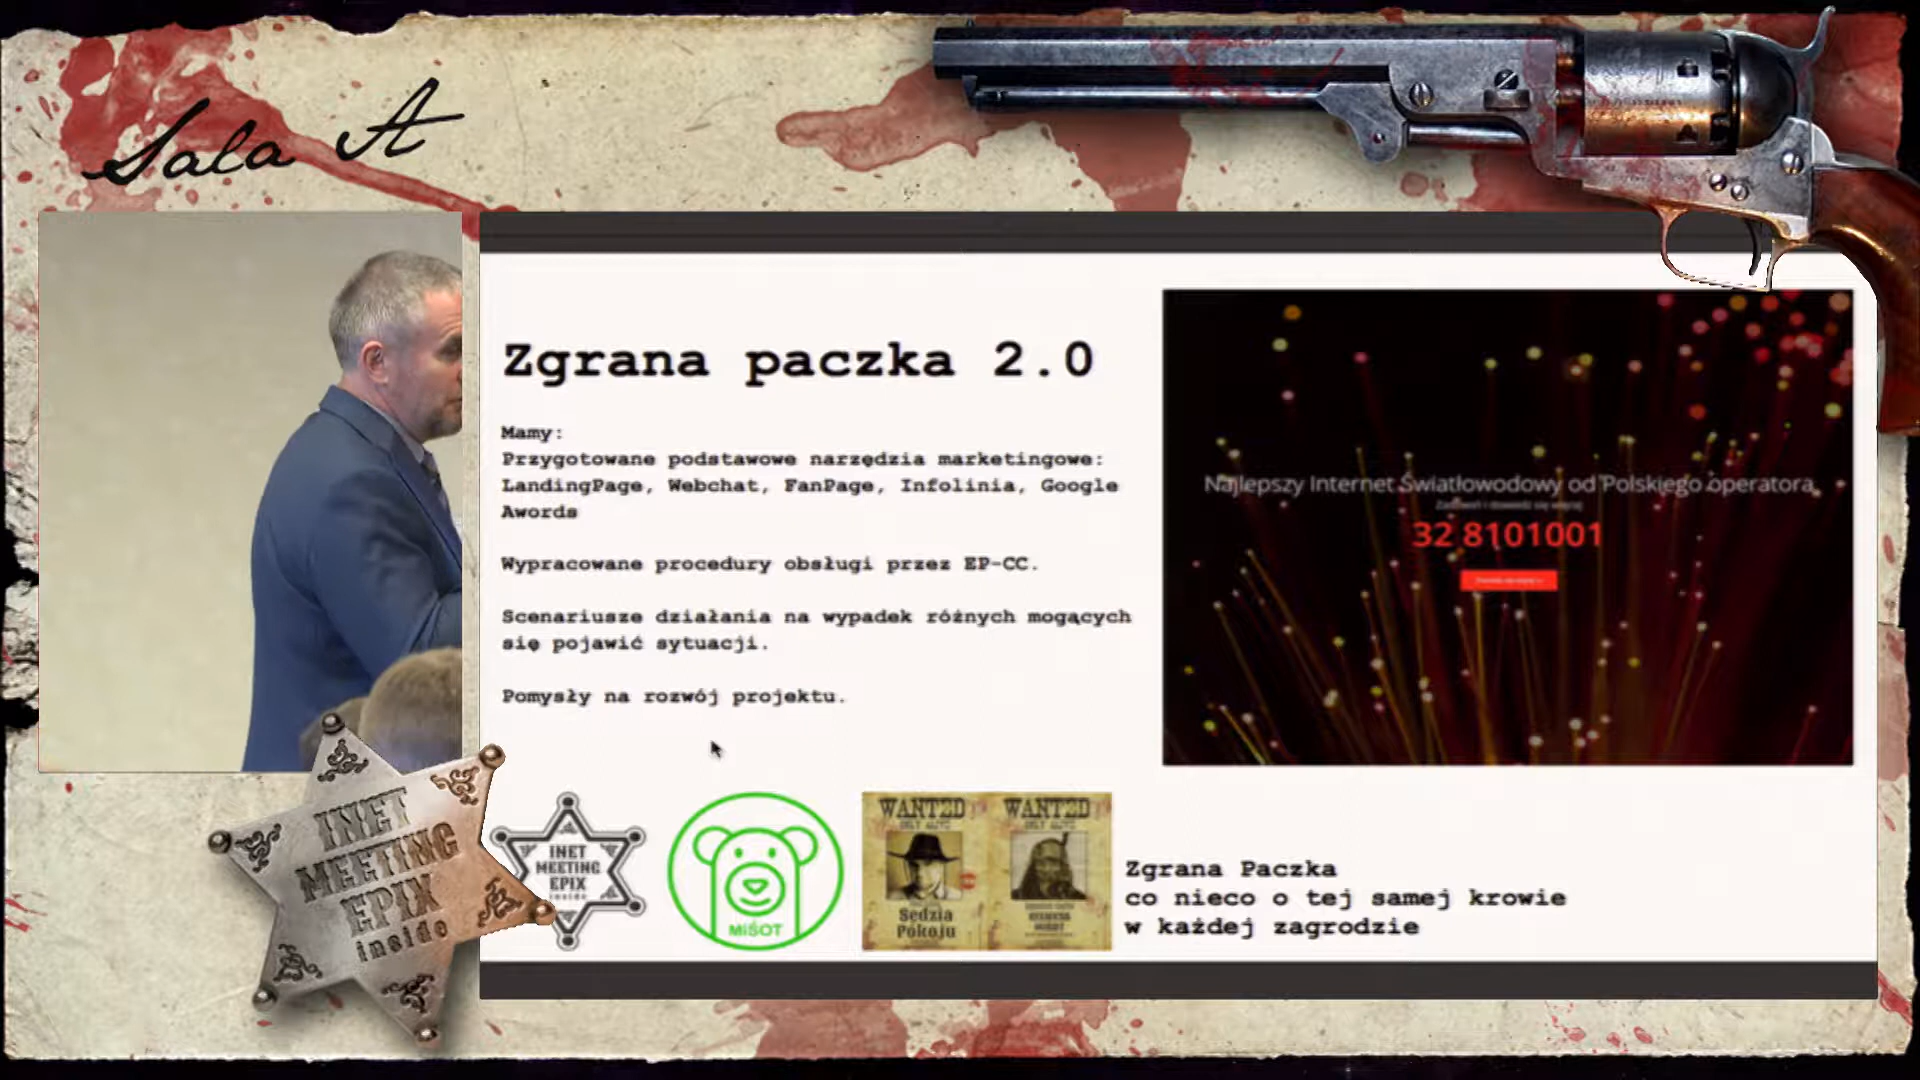 Sala A
Zgrana paczka 2.0
Mamy:
Przygotowane podstawowe narzędzia marketingowe:
LandingPage, Webchat, FanPage, Infolinia, Google
Awords
Wypracowane procedury obsługi przez EP-CC.
Scenariusze działania na wypadek różnych mogących
się pojawić sytuacji.
Pomysły na rozwój projektu.
Najlepszy Internet Światłowodowy od Polskiego operatora
32 8101001
INET
MEETING
EPIX
inside
INET
MEETING
EPIX
inside
MiŚOT
WANTED
Sędzia
Pokoju
WANTED
Zgrana Paczka
co nieco o tej samej krowie
w każdej zagrodzie